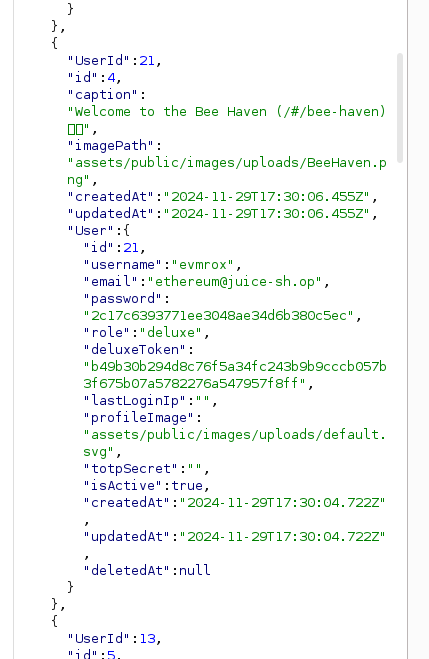 }
},
{
"UserId":21,
"id":4,
"caption":
"Welcome to the Bee Haven (/#/bee-haven)
▯▯",
"imagePath":
"assets/public/images/uploads/BeeHaven.p
ng",
"createdAt":"2024-11-29T17:30:06.455Z",
"updatedAt":"2024-11-29T17:30:06.455Z",
"User":{
"id":21,
"username":"evmrox",
"email":"ethereum@juice-sh.op",
"password":
"2c17c6393771ee3048ae34d6b380c5ec",
"role":"deluxe",
"deluxeToken":
"b49b30b294d8c76f5a34fc243b9b9cccb057b
3f675b07a5782276a547957f8ff",
"lastLoginIp":"",
"profileImage":
"assets/public/images/uploads/default.
svg",
"totpSecret":"",
"isActive":true,
"createdAt":"2024-11-29T17:30:04.722Z"
,
"updatedAt":"2024-11-29T17:30:04.722Z"
,
"deletedAt":null
}
},
{
"UserId":13,
"id":5,